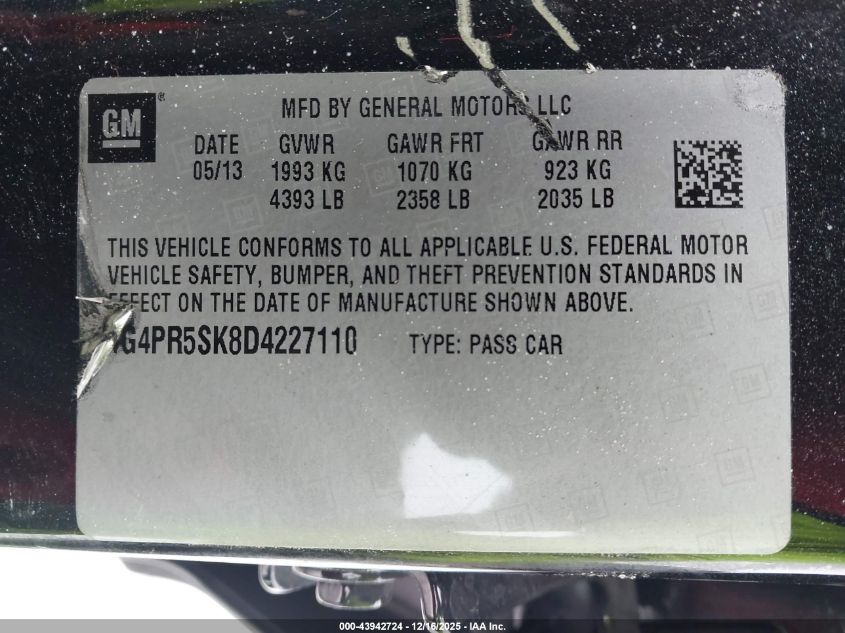 GM
MFD BY GENERAL MOTORS LLC
DATE GVWR GAWR FRT GAWR RR
05/13 1993 KG 1070 KG 923 KG
4393 LB 2358 LB 2035 LB
THIS VEHICLE CONFORMS TO ALL APPLICABLE U.S. FEDERAL MOTOR
VEHICLE SAFETY, BUMPER, AND THEFT PREVENTION STANDARDS IN
EFFECT ON THE DATE OF MANUFACTURE SHOWN ABOVE.
1G4PR5SK8D4227110 TYPE: PASS CAR
000-43942724 - 12/16/2025 - IAA Inc.